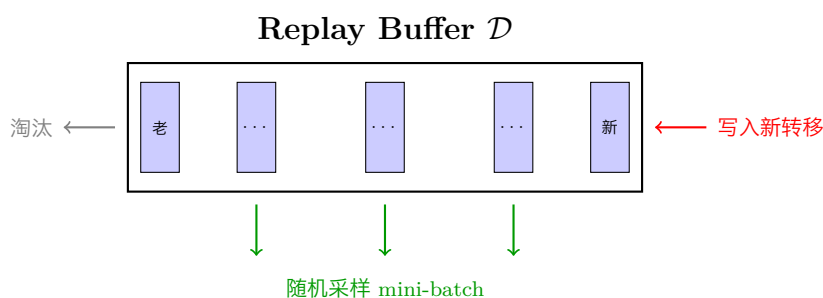 Replay Buffer 𝒟
淘汰
老
···
···
···
新
写入新转移
随机采样 mini-batch